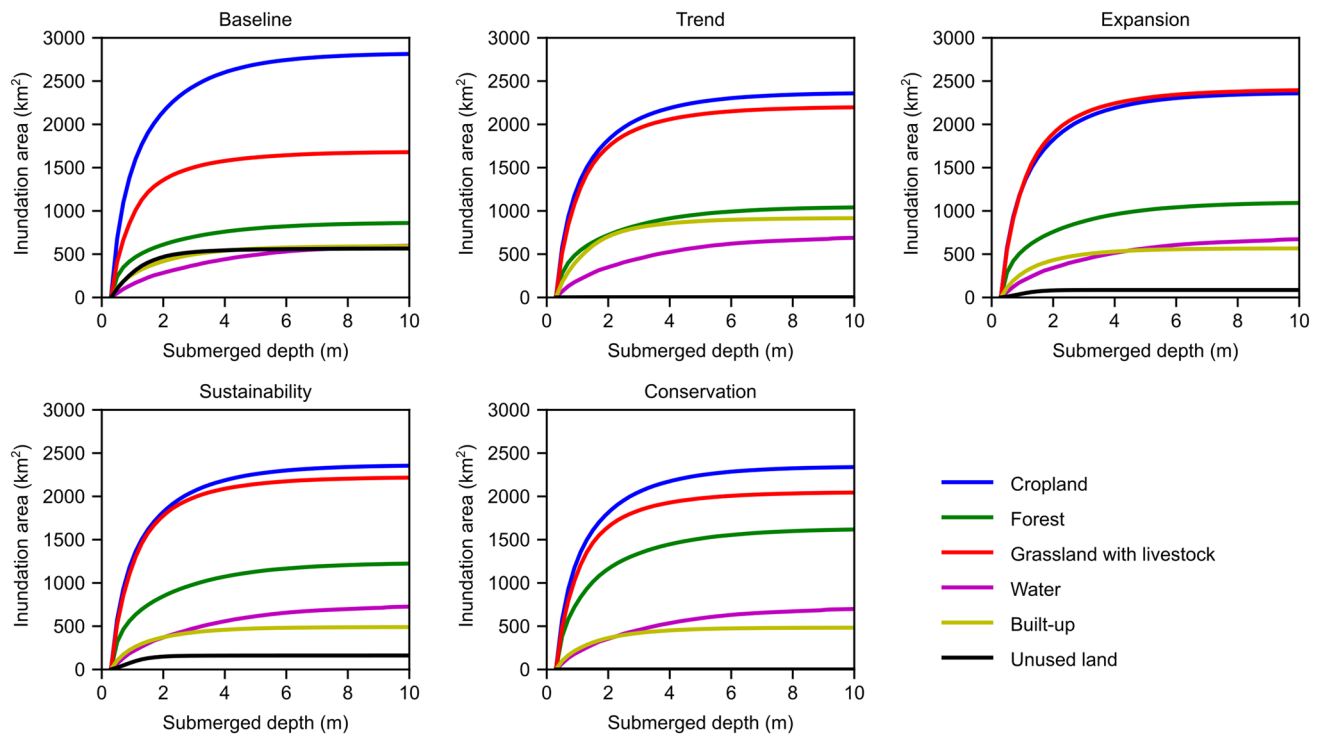 Baseline
Trend
Expansion
3000
2500
2000
1500
1000
500
0
Inundation area (km²)
0 2 4 6 8 10
Submerged depth (m)
3000
2500
2000
1500
1000
500
0
Inundation area (km²)
0 2 4 6 8 10
Submerged depth (m)
3000
2500
2000
1500
1000
500
0
Inundation area (km²)
0 2 4 6 8 10
Submerged depth (m)
Sustainability
Conservation
3000
2500
2000
1500
1000
500
0
Inundation area (km²)
0 2 4 6 8 10
Submerged depth (m)
3000
2500
2000
1500
1000
500
0
Inundation area (km²)
0 2 4 6 8 10
Submerged depth (m)
Cropland
Forest
Grassland with livestock
Water
Built-up
Unused land